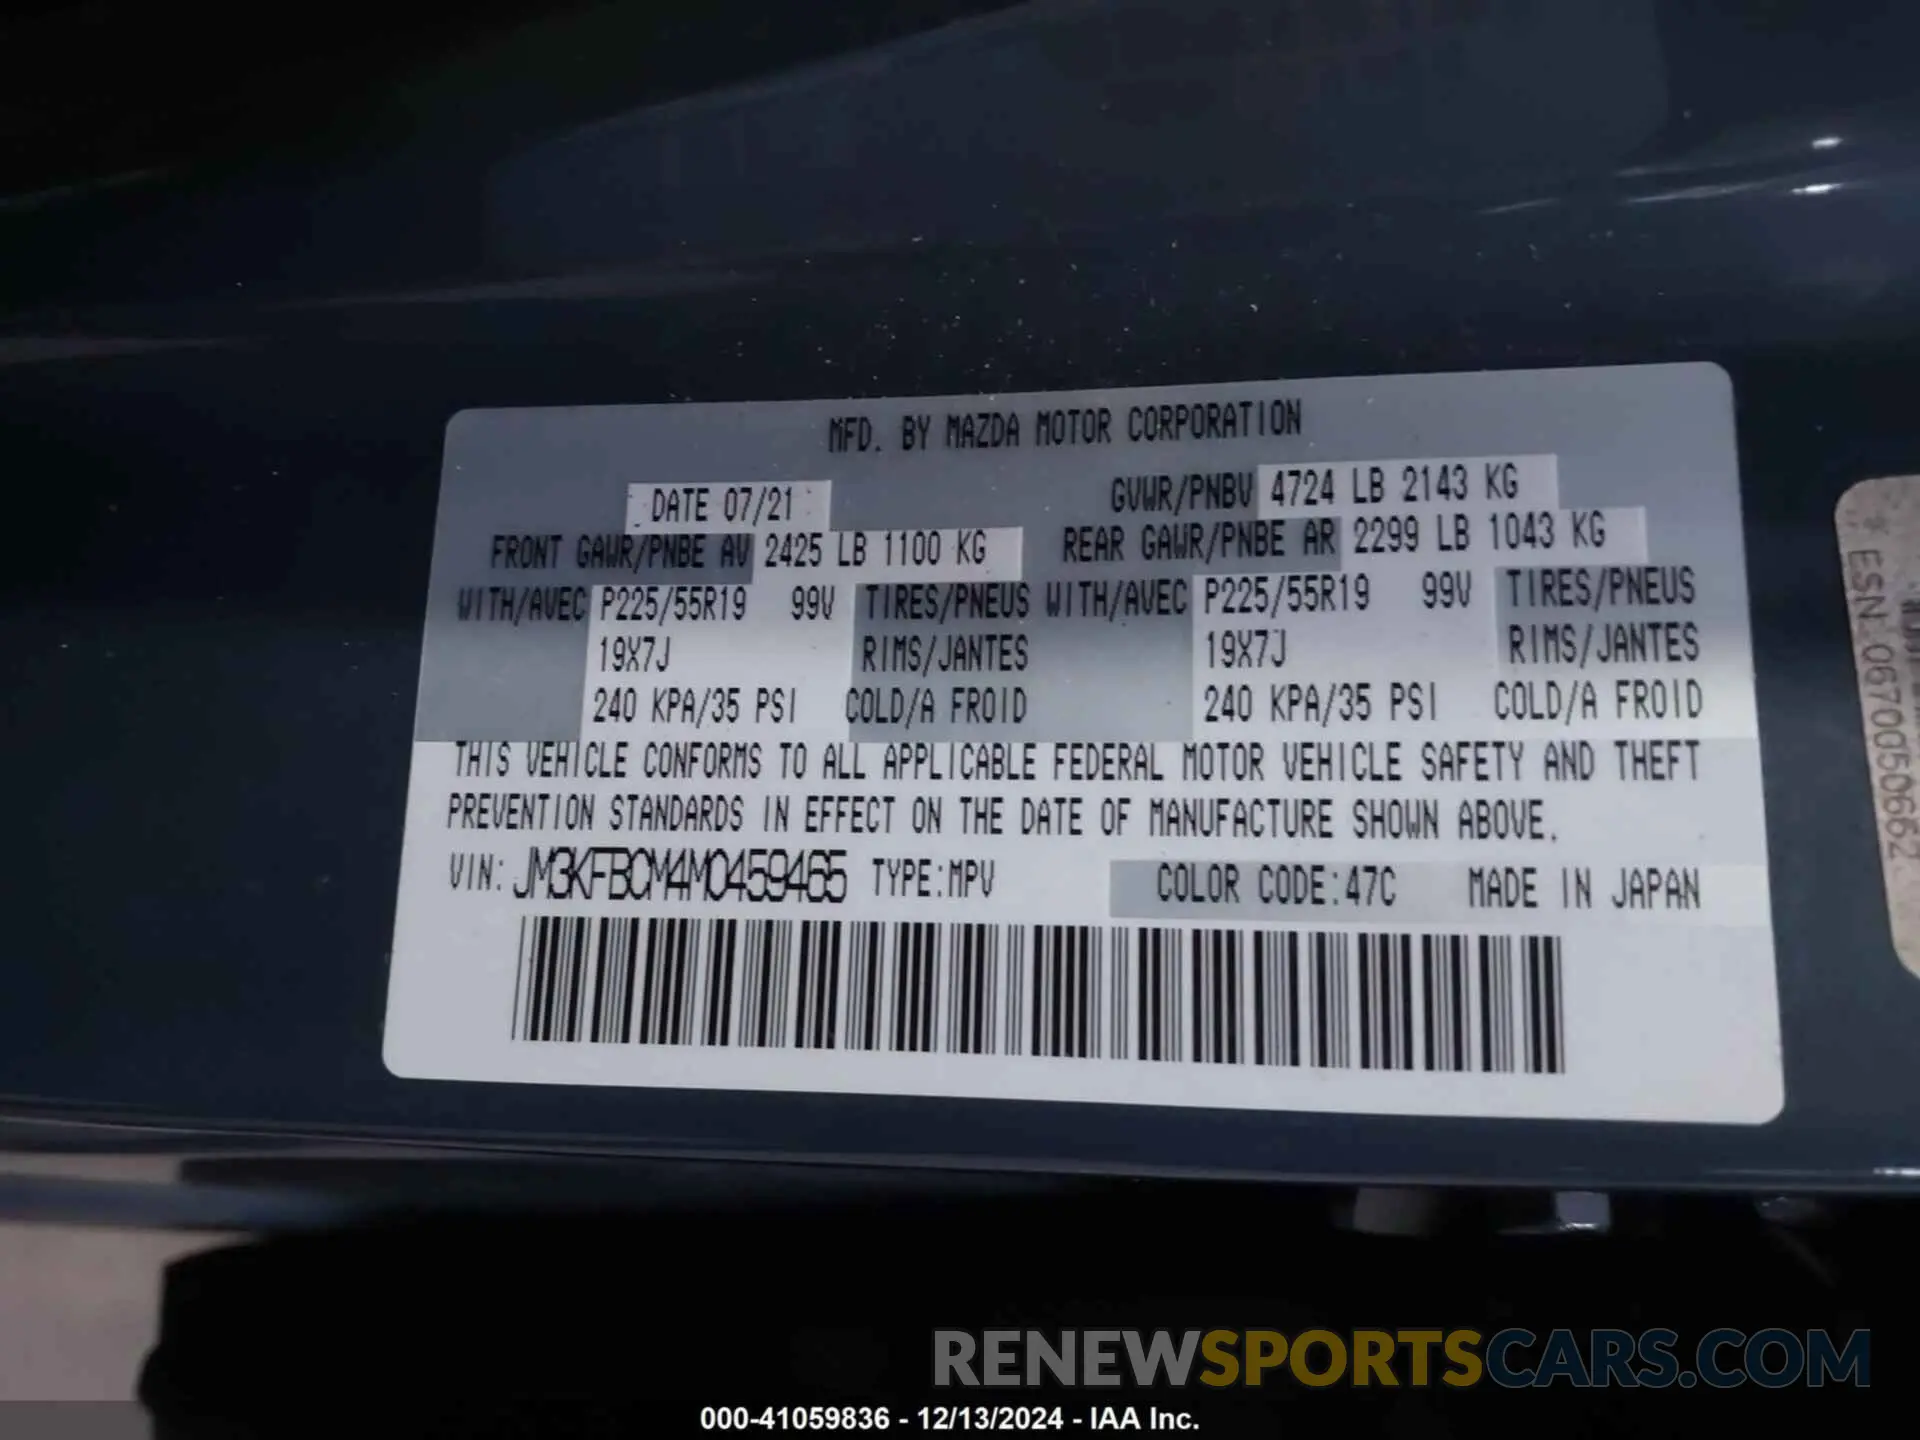 MFD. BY MAZDA MOTOR CORPORATION
DATE 07/21 GVWR/PNBV 4724 LB 2143 KG
FRONT GAWR/PNBE AV 2425 LB 1100 KG REAR GAWR/PNBE AR 2299 LB 1043 KG
WITH/AVEC P225/55R19 99V TIRES/PNEUS WITH/AVEC P225/55R19 99V TIRES/PNEUS
19X7J RIMS/JANTES 19X7J RIMS/JANTES
240 KPA/35 PSI COLD/A FROID 240 KPA/35 PSI COLD/A FROID
THIS VEHICLE CONFORMS TO ALL APPLICABLE FEDERAL MOTOR VEHICLE SAFETY AND THEFT
PREVENTION STANDARDS IN EFFECT ON THE DATE OF MANUFACTURE SHOWN ABOVE.
VIN: JM3KFBCM4M0459465 TYPE:MPV COLOR CODE:47C MADE IN JAPAN
* ESN-0670050662
RENEWSPORTSCARS.COM
000-41059836 - 12/13/2024 - IAA Inc.